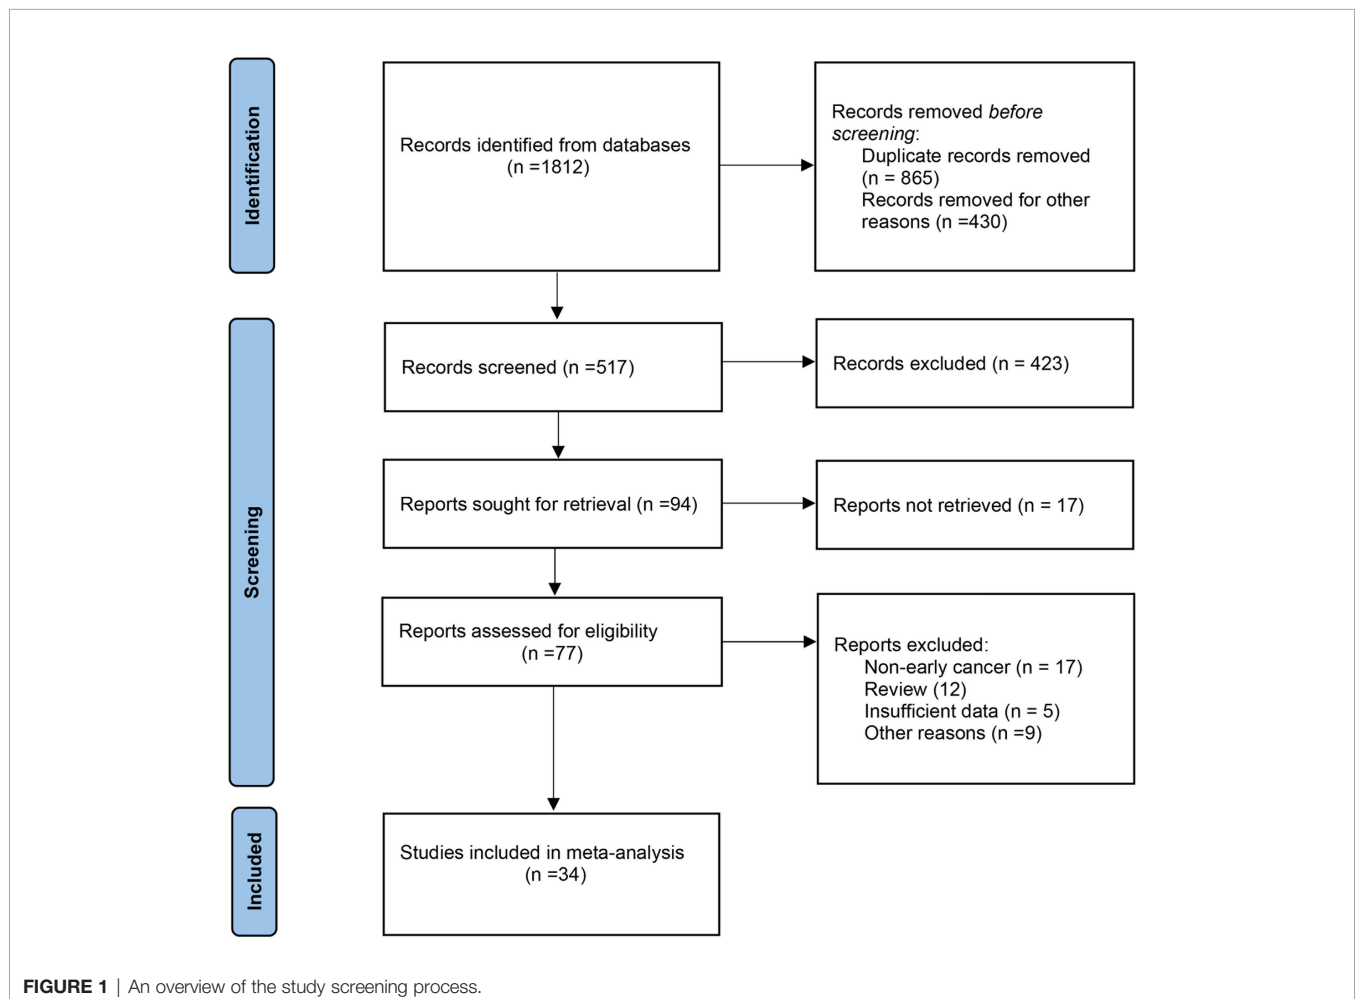 Identification
Records identified from databases
(n =1812)
Records removed before
screening:
Duplicate records removed
(n = 865)
Records removed for other
reasons (n =430)
Screening
Records screened (n =517)
Records excluded (n = 423)
Reports sought for retrieval (n =94)
Reports not retrieved (n = 17)
Reports assessed for eligibility
(n =77)
Reports excluded:
Non-early cancer (n = 17)
Review (12)
Insufficient data (n = 5)
Other reasons (n =9)
Included
Studies included in meta-analysis
(n =34)
FIGURE 1 | An overview of the study screening process.